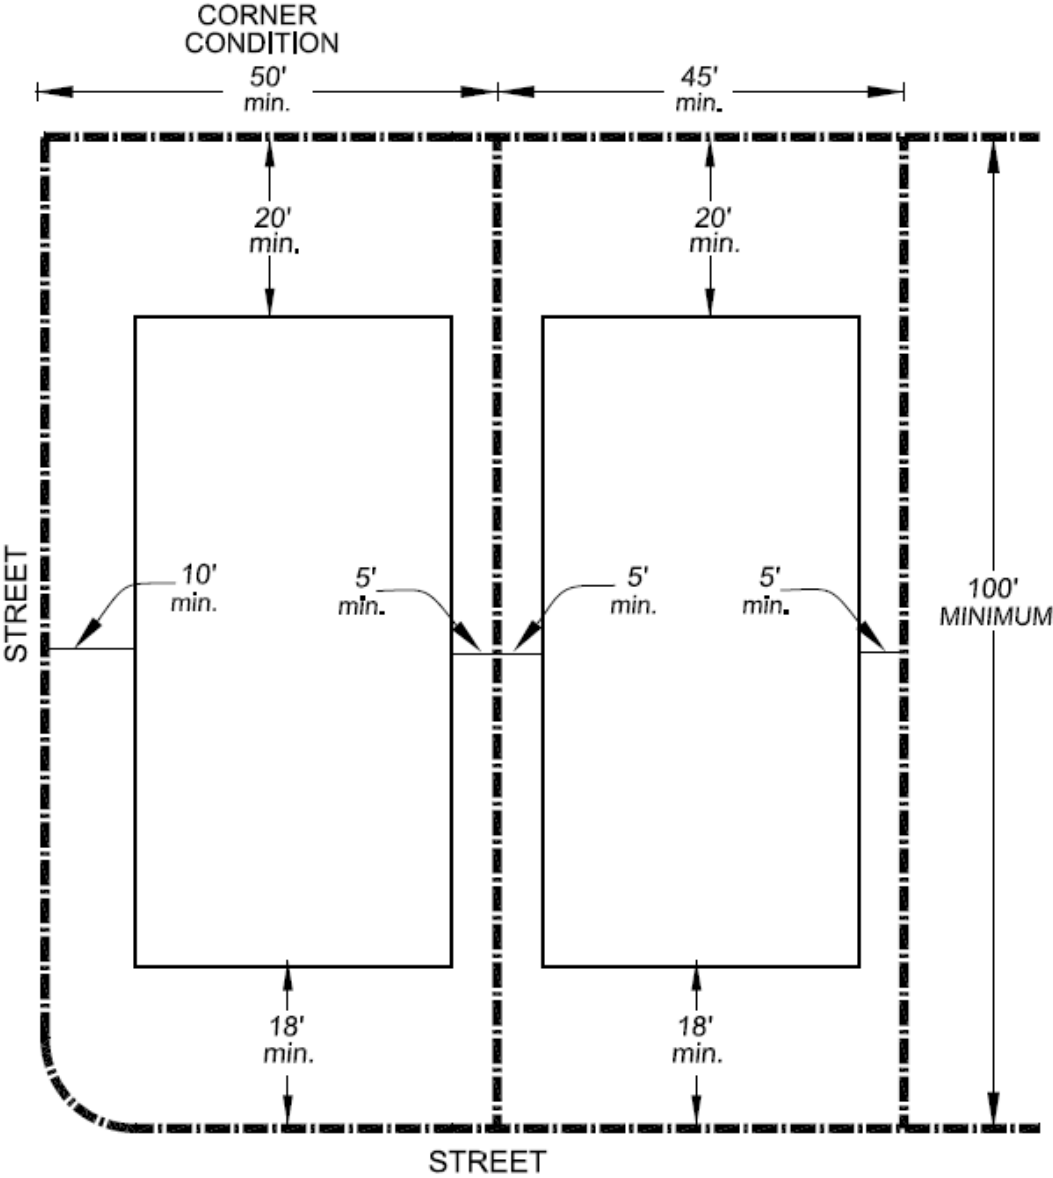 CORNER
CONDITION
50'
min.
45'
min.
20'
min.
20'
min.
STREET
10'
min.
5'
min.
5'
min.
5'
min.
100'
MINIMUM
18'
min.
18'
min.
STREET